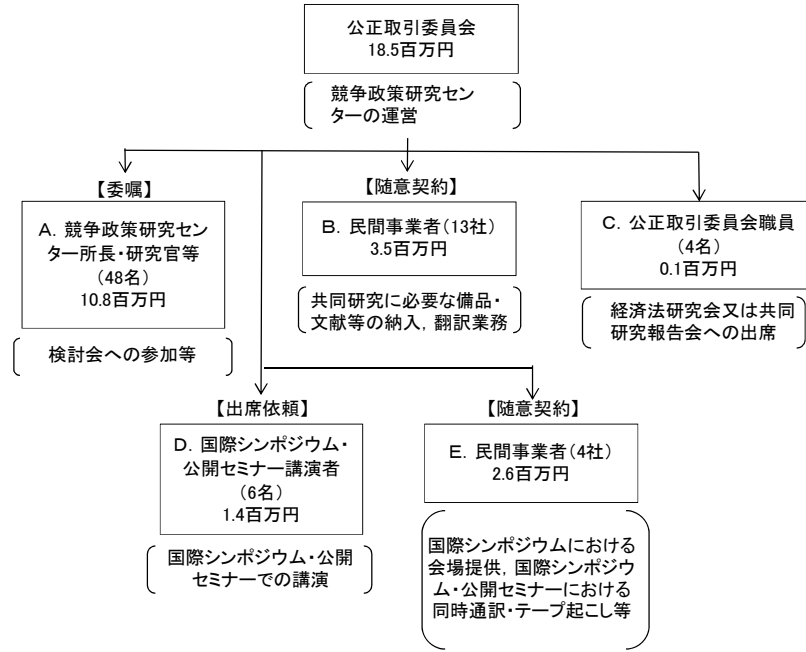 公正取引委員会
18.5百万円
競争政策研究セン
ターの運営
【委嘱】
A. 競争政策研究セン
ター所長・研究官等
(48名)
10.8百万円
検討会への参加等
【随意契約】
B. 民間事業者(13社)
3.5百万円
共同研究に必要な備品・
文献等の納入, 翻訳業務
C. 公正取引委員会職員
(4名)
0.1百万円
経済法研究会又は共同
研究報告会への出席
【出席依頼】
D. 国際シンポジウム・
公開セミナー講演者
(6名)
1.4百万円
国際シンポジウム・公開
セミナーでの講演
【随意契約】
E. 民間事業者(4社)
2.6百万円
国際シンポジウムにおける
会場提供, 国際シンポジウ
ム・公開セミナーにおける
同時通訳・テープ起こし等